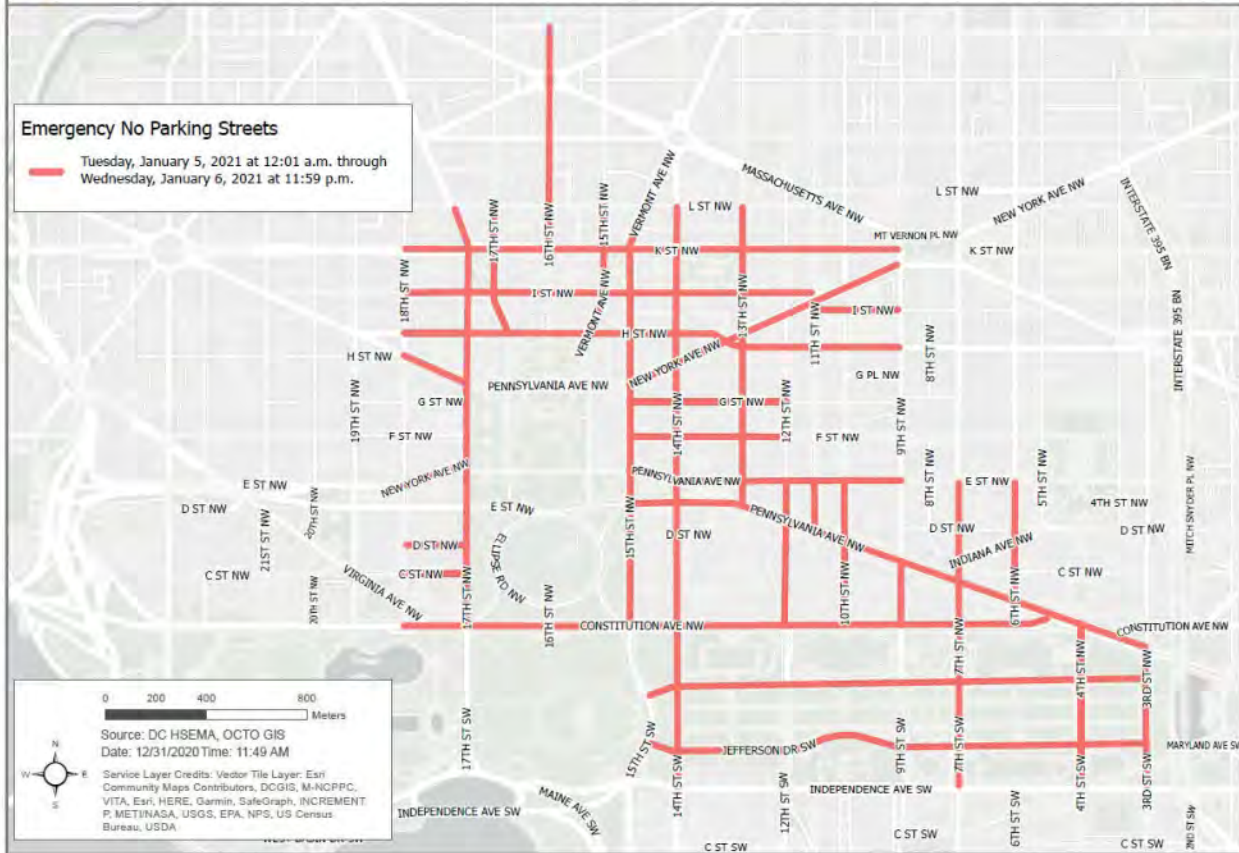 Emergency No Parking Streets
Tuesday, January 5, 2021 at 12:01 a.m. through
Wednesday, January 6, 2021 at 11:59 p.m.
VERMONT AVE NW
MASSACHUSETTS AVE NW
L ST NW
NEW YORK AVE NW
INTERSTATE 395 BN
17TH ST NW
16TH ST NW
15TH ST NW
L ST NW
MT VERNON PL NW
K ST NW
K ST NW
18TH ST NW
I ST NW
VERMONT AVE NW
13TH ST NW
I ST NW
11TH ST NW
INTERSTATE 395 BN
H ST NW
H ST NW
NEW YORK AVE NW
8TH ST NW
PENNSYLVANIA AVE NW
G PL NW
19TH ST NW
G ST NW
G ST NW
14TH ST NW
12TH ST NW
9TH ST NW
F ST NW
F ST NW
NEW YORK AVE NW
PENNSYLVANIA AVE NW
8TH ST NW
E ST NW
5TH ST NW
MITCH SNYDER PL NW
E ST NW
20TH ST NW
D ST NW
21ST ST NW
E ST NW
15TH ST NW
D ST NW
PENNSYLVANIA AVE NW
D ST NW
4TH ST NW
D ST NW
INDIANA AVE NW
D ST NW
ELLIPSE RD NW
C ST NW
20TH ST NW
VIRGINIA AVE NW
C ST NW
17TH ST NW
16TH ST NW
10TH ST NW
6TH ST NW
C ST NW
CONSTITUTION AVE NW
CONSTITUTION AVE NW
7TH ST NW
4TH ST NW
3RD ST NW
0 200 400 800
Meters
Source: DC HSEMA, OCTO GIS
Date: 12/31/2020 Time: 11:49 AM
N
W
E
S
Service Layer Credits: Vector Tile Layer: Esri
Community Maps Contributors, DCGIS, M-NCPPC,
VITA, Esri, HERE, Garmin, SafeGraph, INCREMENT
P, METI/NASA, USGS, EPA, NPS, US Census
Bureau, USDA
17TH ST SW
15TH ST SW
14TH ST SW
JEFFERSON DR SW
9TH ST SW
7TH ST SW
4TH ST SW
3RD ST SW
MARYLAND AVE SW
INDEPENDENCE AVE SW
MAINE AVE SW
12TH ST SW
INDEPENDENCE AVE SW
6TH ST SW
2ND ST SW
C ST SW
C ST SW
C ST SW